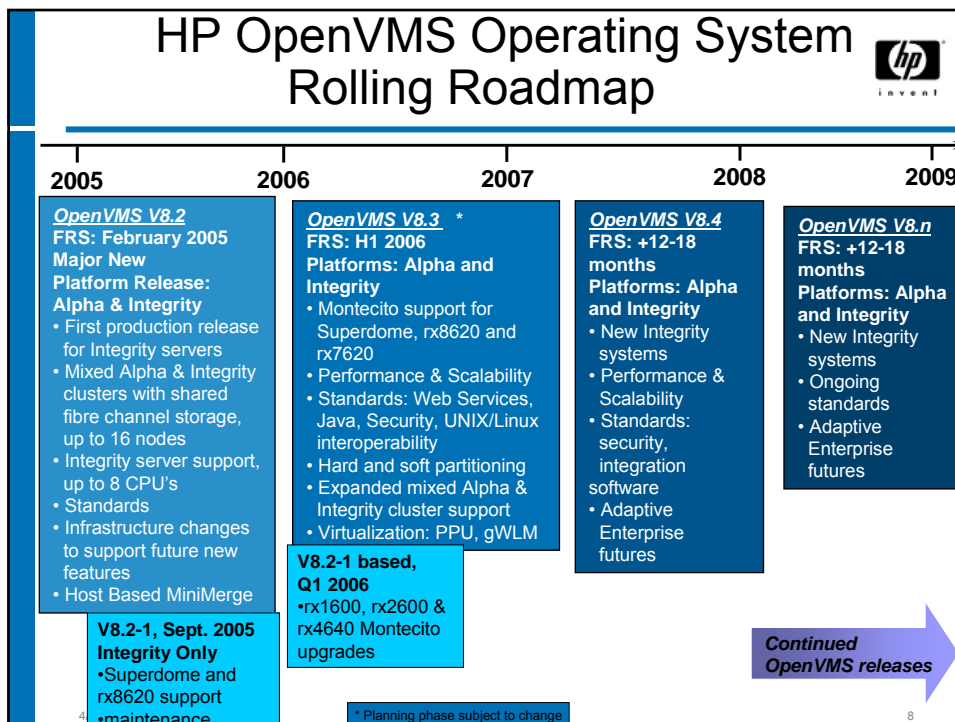 HP OpenVMS Operating System
Rolling Roadmap
hp
invent
2005
2006
2007
2008
2009
OpenVMS V8.2
FRS: February 2005
Major New
Platform Release:
Alpha & Integrity
• First production release
for Integrity servers
• Mixed Alpha & Integrity
clusters with shared
fibre channel storage,
up to 16 nodes
• Integrity server support,
up to 8 CPU's
• Standards
• Infrastructure changes
to support future new
features
• Host Based MiniMerge
V8.2-1, Sept. 2005
Integrity Only
•Superdome and
rx8620 support
•maintenance
OpenVMS V8.3 *
FRS: H1 2006
Platforms: Alpha and
Integrity
• Montecito support for
Superdome, rx8620 and
rx7620
• Performance & Scalability
• Standards: Web Services,
Java, Security, UNIX/Linux
interoperability
• Hard and soft partitioning
• Expanded mixed Alpha &
Integrity cluster support
• Virtualization: PPU, gWLM
V8.2-1 based,
Q1 2006
•rx1600, rx2600 &
rx4640 Montecito
upgrades
OpenVMS V8.4
FRS: +12-18
months
Platforms: Alpha
and Integrity
• New Integrity
systems
• Performance &
Scalability
• Standards:
security,
integration
software
• Adaptive
Enterprise
futures
OpenVMS V8.n
FRS: +12-18
months
Platforms: Alpha
and Integrity
• New Integrity
systems
• Ongoing
standards
• Adaptive
Enterprise
futures
Continued
OpenVMS releases
4
* Planning phase subject to change
8